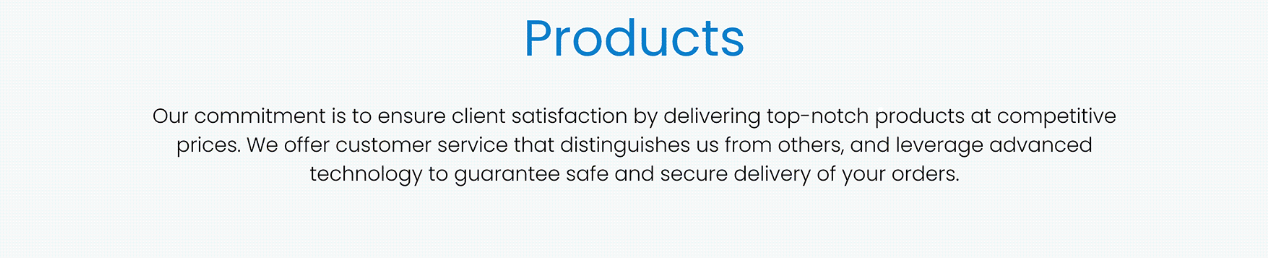 Products
Our commitment is to ensure client satisfaction by delivering top-notch products at competitive
prices. We offer customer service that distinguishes us from others, and leverage advanced
technology to guarantee safe and secure delivery of your orders.